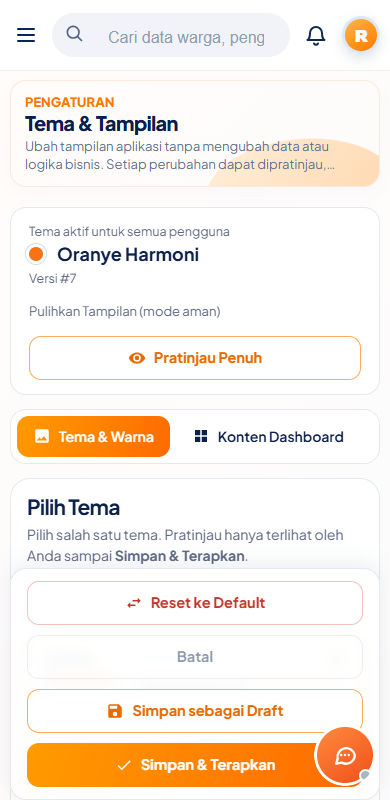 Cari data warga, peng
R
PENGATURAN
Tema & Tampilan
Ubah tampilan aplikasi tanpa mengubah data atau
logika bisnis. Setiap perubahan dapat dipratinjau,...
Tema aktif untuk semua pengguna
Oranye Harmoni
Versi #7
Pulihkan Tampilan (mode aman)
Pratinjau Penuh
Tema & Warna
Konten Dashboard
Pilih Tema
Pilih salah satu tema. Pratinjau hanya terlihat oleh
Anda sampai Simpan & Terapkan.
Reset ke Default
Batal
Simpan sebagai Draft
Simpan & Terapkan